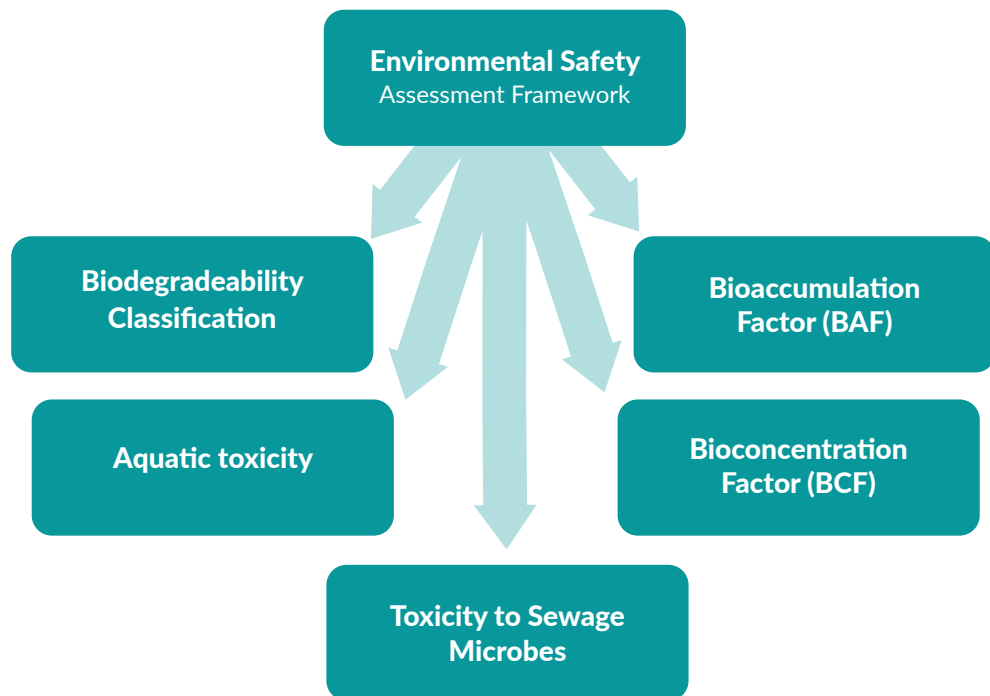 Environmental Safety
Assessment Framework
Biodegradeability
Classification
Bioaccumulation
Factor (BAF)
Aquatic toxicity
Bioconcentration
Factor (BCF)
Toxicity to Sewage
Microbes